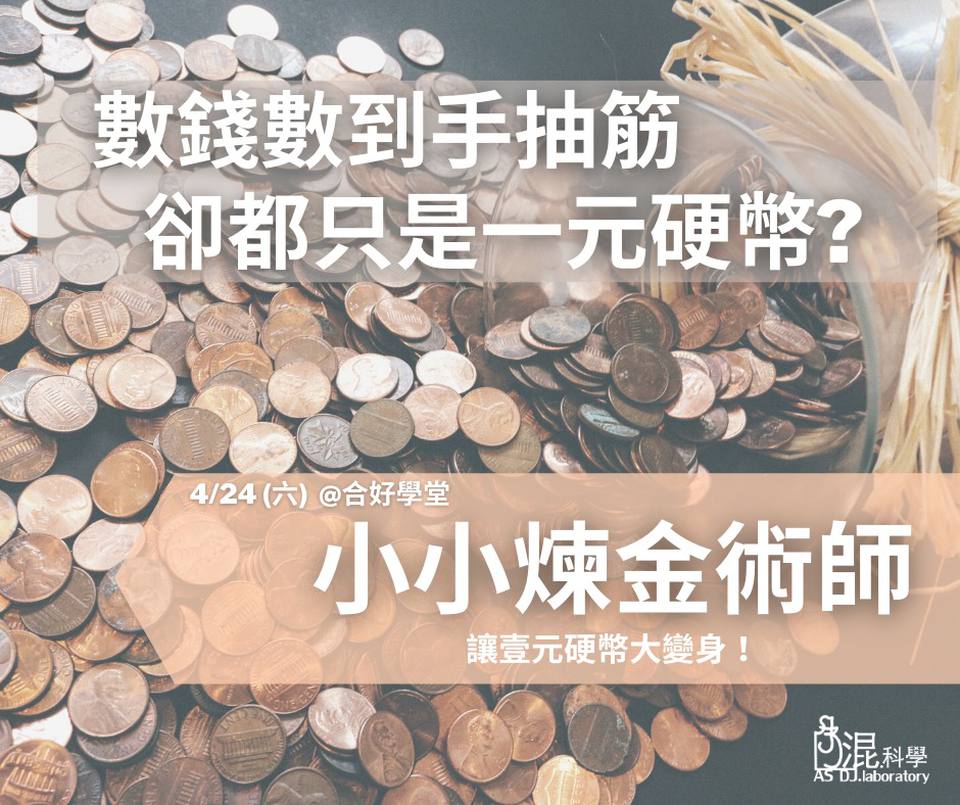 數錢數到手抽筋
卻都只是一元硬幣?
4/24 (六) @合好學堂
小小煉金術師
讓壹元硬幣大變身！
混科學
AS DJ.laboratory